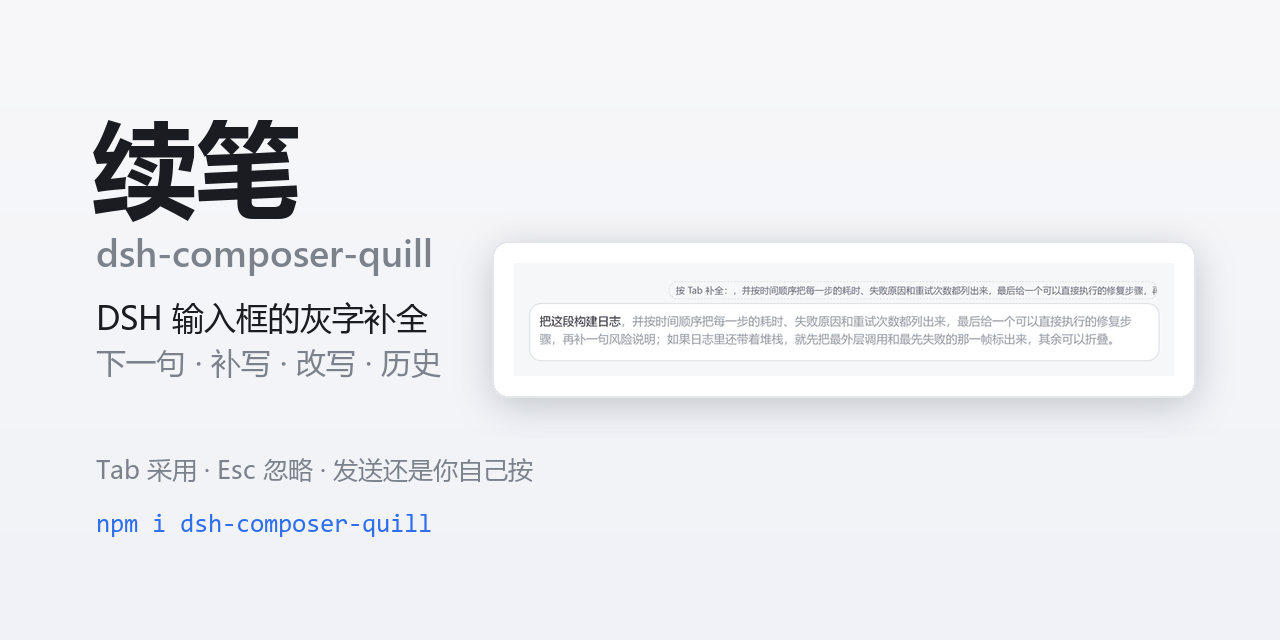 续笔
dsh-composer-quill
DSH 输入框的灰字补全
下一句 · 补写 · 改写 · 历史
按 Tab 补全：，并按时间顺序把每一步的耗时、失败原因和重试次数都列出来，最后给一个可以直接执行的修复步骤，
把这段构建日志，并按时间顺序把每一步的耗时、失败原因和重试次数都列出来，最后给一个可以直接执行的修复步
骤，再补一句风险说明；如果日志里还带着堆栈，就先把最外层调用和最先失败的那一帧标出来，其余可以折叠。
Tab 采用 · Esc 忽略 · 发送还是你自己按
npm i dsh-composer-quill